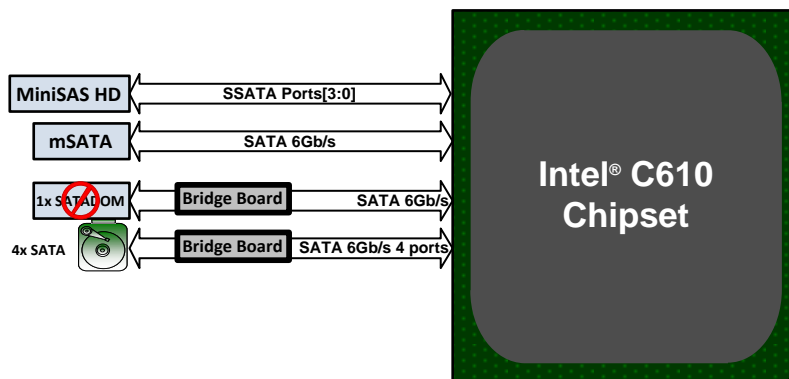 MiniSAS HD
SSATA Ports[3:0]
mSATA
SATA 6Gb/s
1x SATADOM
Bridge Board
SATA 6Gb/s
4x SATA
Bridge Board
SATA 6Gb/s 4 ports
Intel® C610
Chipset